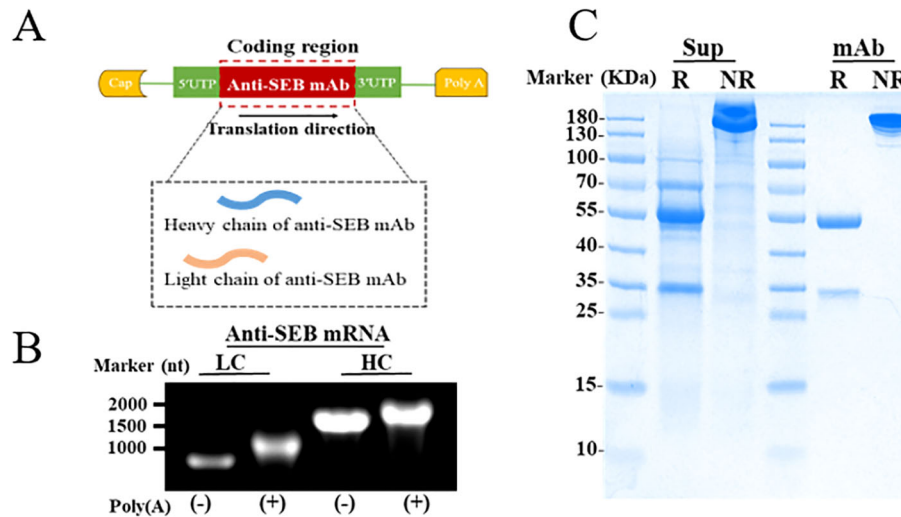 A
Coding region
Cap
5'UTP
Anti-SEB mAb
3'UTP
Poly A
Translation direction
Heavy chain of anti-SEB mAb
Light chain of anti-SEB mAb
B
Anti-SEB mRNA
Marker (nt)
LC
HC
2000
1500
1000
Poly(A)
(-)
(+)
(-)
(+)
C
Sup
mAb
Marker (KDa)
R
NR
R
NR
180-
130-
100-
70-
55-
40-
35-
25-
15-
10-